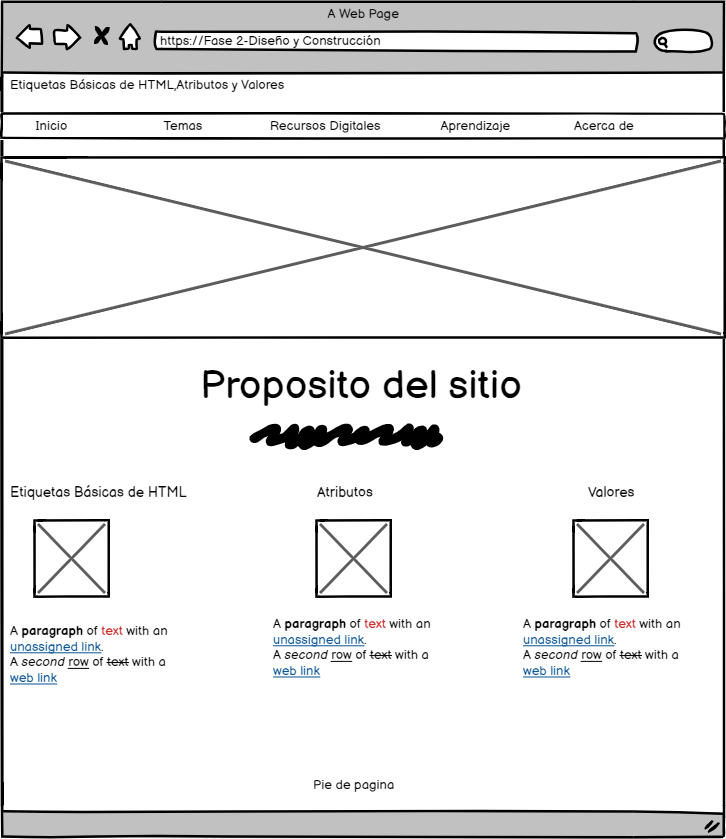 A Web Page
https://Fase 2-Diseño y Construcción
Etiquetas Básicas de HTML,Atributos y Valores
Inicio Temas Recursos Digitales Aprendizaje Acerca de
Proposito del sitio
Etiquetas Básicas de HTML
A paragraph of text with an
unassigned link.
A second row of text with a
web link
Atributos
A paragraph of text with an
unassigned link.
A second row of text with a
web link
Valores
A paragraph of text with an
unassigned link.
A second row of text with a
web link
Pie de pagina